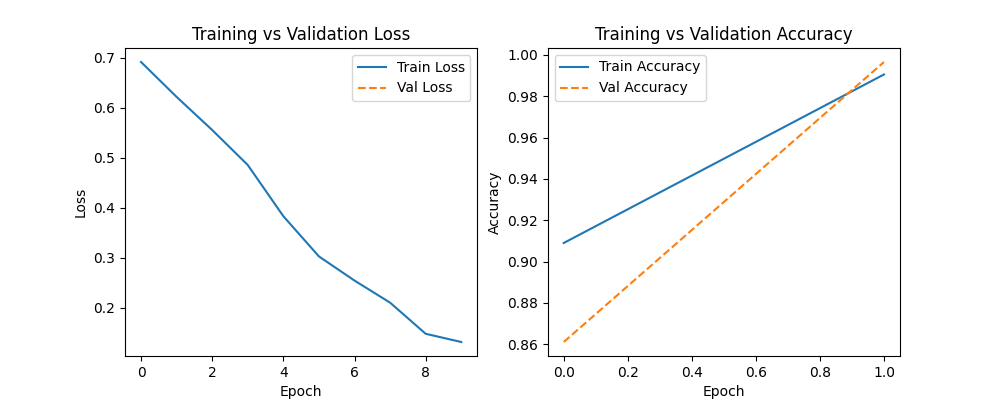 Training vs Validation Loss
0.7
0.6
0.5
0.4
0.3
0.2
Loss
Train Loss
Val Loss
0 2 4 6 8
Epoch
Training vs Validation Accuracy
1.00
0.98
0.96
0.94
0.92
0.90
0.88
0.86
Accuracy
Train Accuracy
Val Accuracy
0.0 0.2 0.4 0.6 0.8 1.0
Epoch